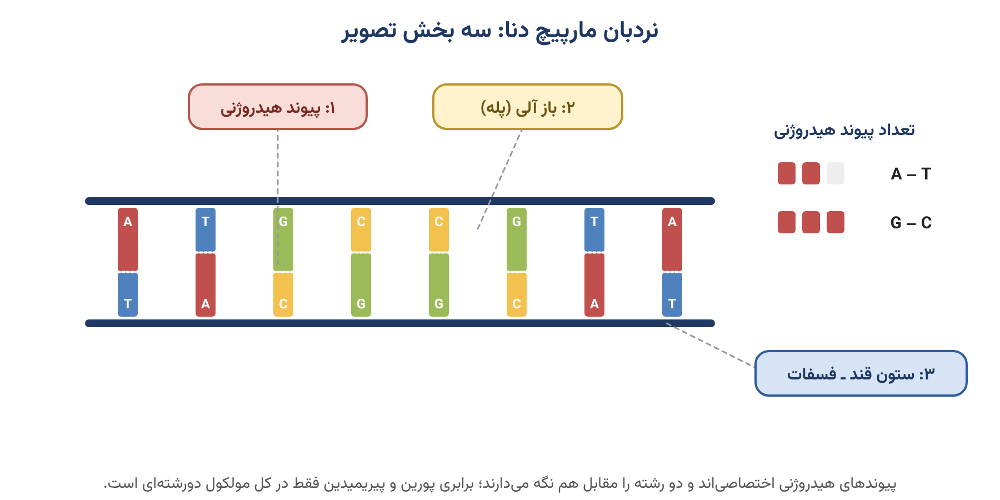 نردبان مارپیچ دنا: سه بخش تصویر
۱: پیوند هیدروژنی
۲: باز آلی (پله)
تعداد پیوند هیدروژنی
A – T
G – C
A T G C C G T A
T A C G G C A T
۳: ستون قند ـ فسفات
پیوندهای هیدروژنی اختصاصی‌اند و دو رشته را مقابل هم نگه می‌دارند؛ برابری پورین و پیریمیدین فقط در کل مولکول دورشته‌ای است.